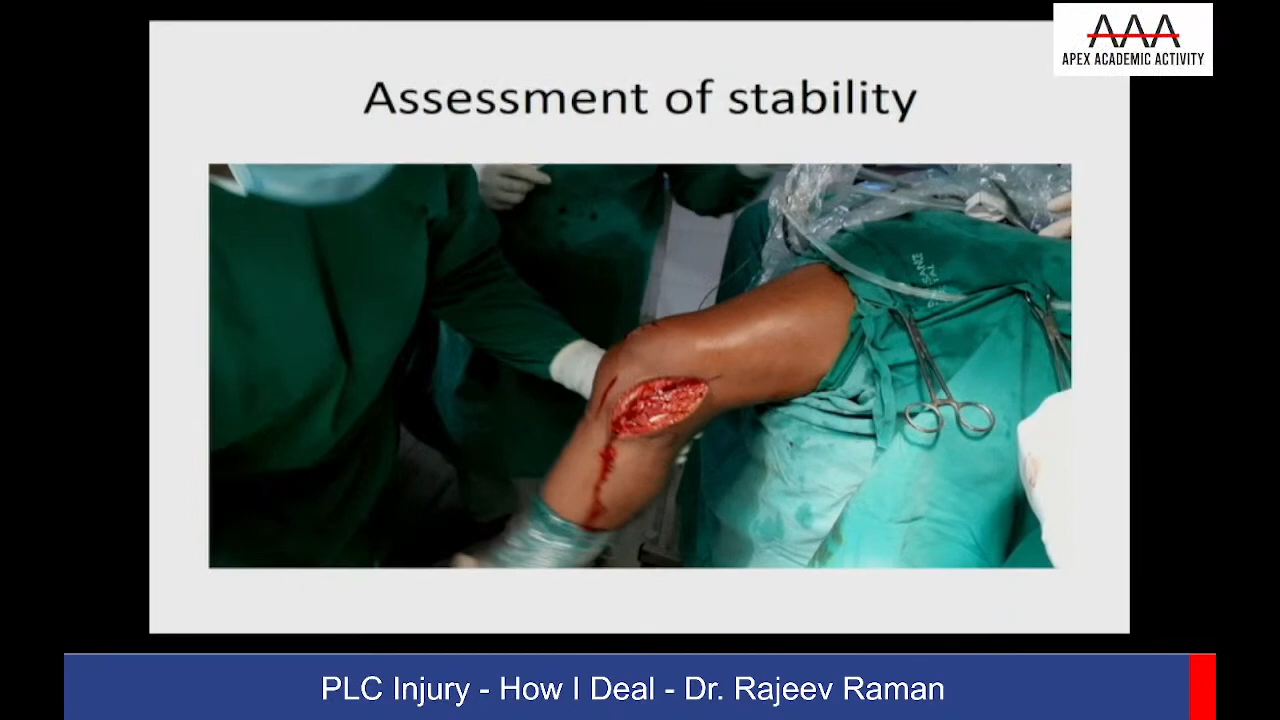 AAA
APEX ACADEMIC ACTIVITY
Assessment of stability
PLC Injury - How I Deal - Dr. Rajeev Raman